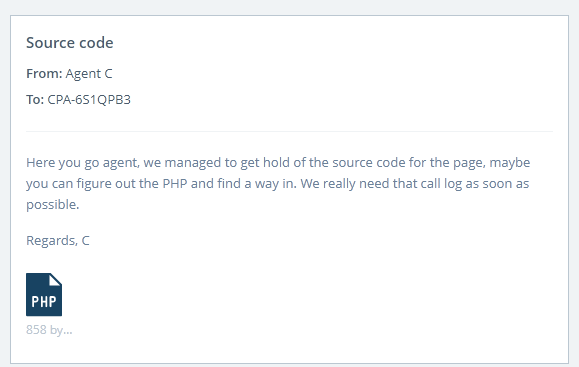 Source code
From: Agent C
To: CPA-6S1QPB3
Here you go agent, we managed to get hold of the source code for the page, maybe
you can figure out the PHP and find a way in. We really need that call log as soon as
possible.
Regards, C
PHP
858 by...